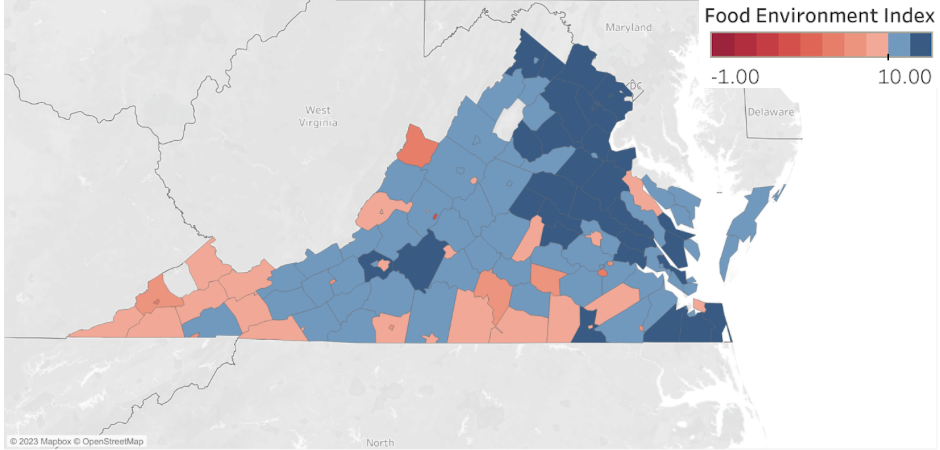 Food Environment Index
-1.00 10.00
Maryland
DC
West
Virginia
Delaware
© 2023 Mapbox © OpenStreetMap
North